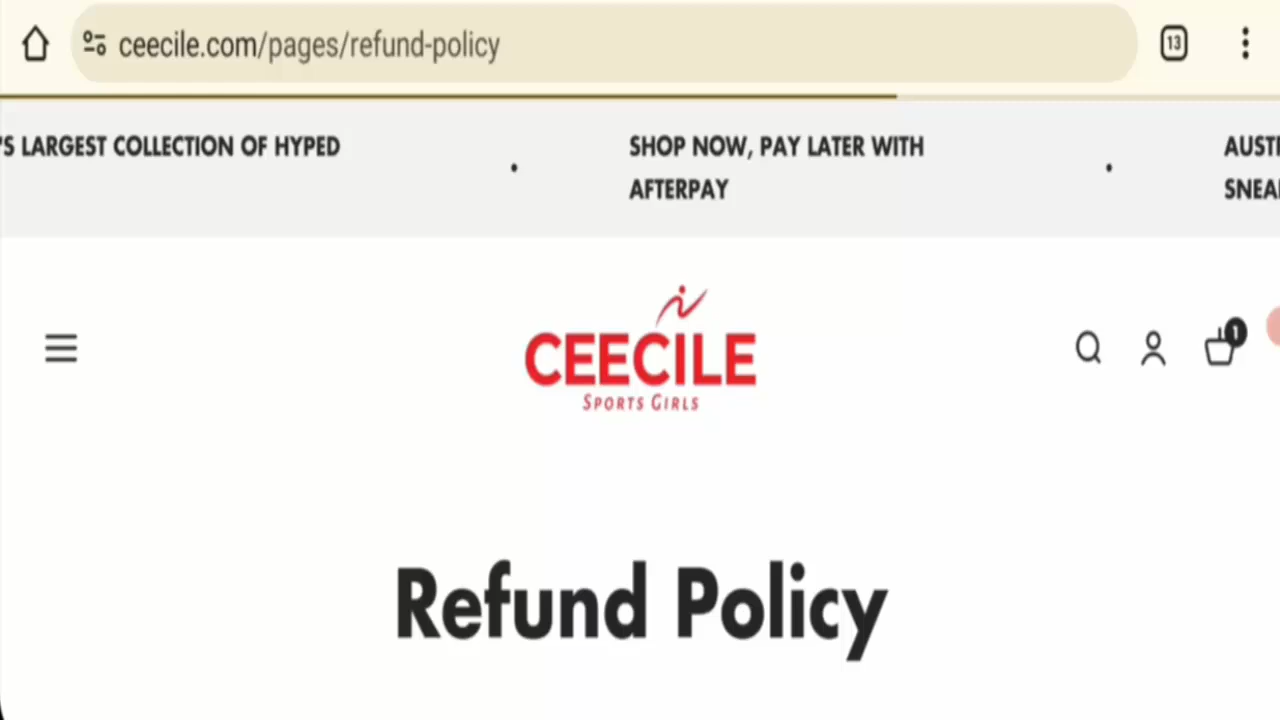 ceecile.com/pages/refund-policy
13
'S LARGEST COLLECTION OF HYPED
SHOP NOW, PAY LATER WITH
AFTERPAY
CEECILE
SPORTS GIRLS
1
Refund Policy